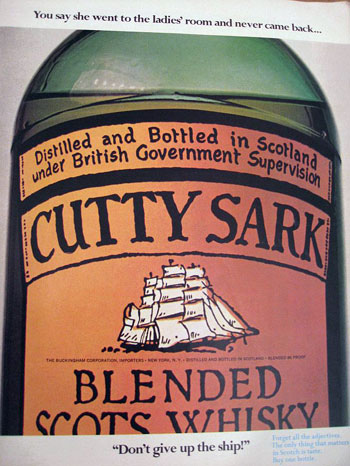 You say she went to the ladies' room and never came back...
Distilled and Bottled in Scotland
under British Government Supervision
CUTTY SARK
THE BUCKINGHAM CORPORATION, IMPORTERS • NEW YORK, N. Y. • DISTILLED AND BOTTLED IN SCOTLAND • BLENDED 86 PROOF
BLENDED
SCOTS WHISKY
"Don't give up the ship!"
Forget all the adjectives.
The only thing that matters
in Scotch is taste.
Buy one bottle.